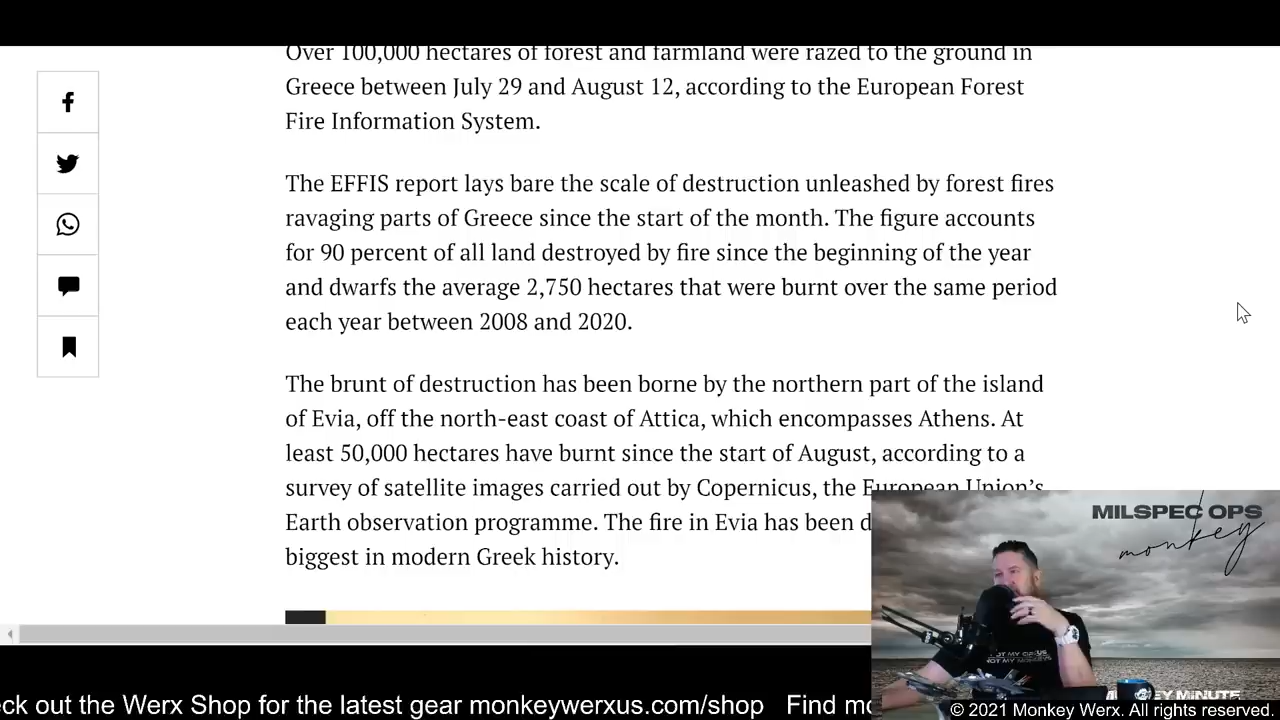 Over 100,000 hectares of forest and farmland were razed to the ground in
Greece between July 29 and August 12, according to the European Forest
Fire Information System.
The EFFIS report lays bare the scale of destruction unleashed by forest fires
ravaging parts of Greece since the start of the month. The figure accounts
for 90 percent of all land destroyed by fire since the beginning of the year
and dwarfs the average 2,750 hectares that were burnt over the same period
each year between 2008 and 2020.
The brunt of destruction has been borne by the northern part of the island
of Evia, off the north-east coast of Attica, which encompasses Athens. At
least 50,000 hectares have burnt since the start of August, according to a
survey of satellite images carried out by Copernicus, the European Union's
Earth observation programme. The fire in Evia has been d
biggest in modern Greek history.
MILSPEC OPS
monkey
NOT MY CIRCUS
NOT MY MONKEYS
MINUTE
ck out the Werx Shop for the latest gear monkeywerxus.com/shop Find mo
© 2021 Monkey Werx. All rights reserved.